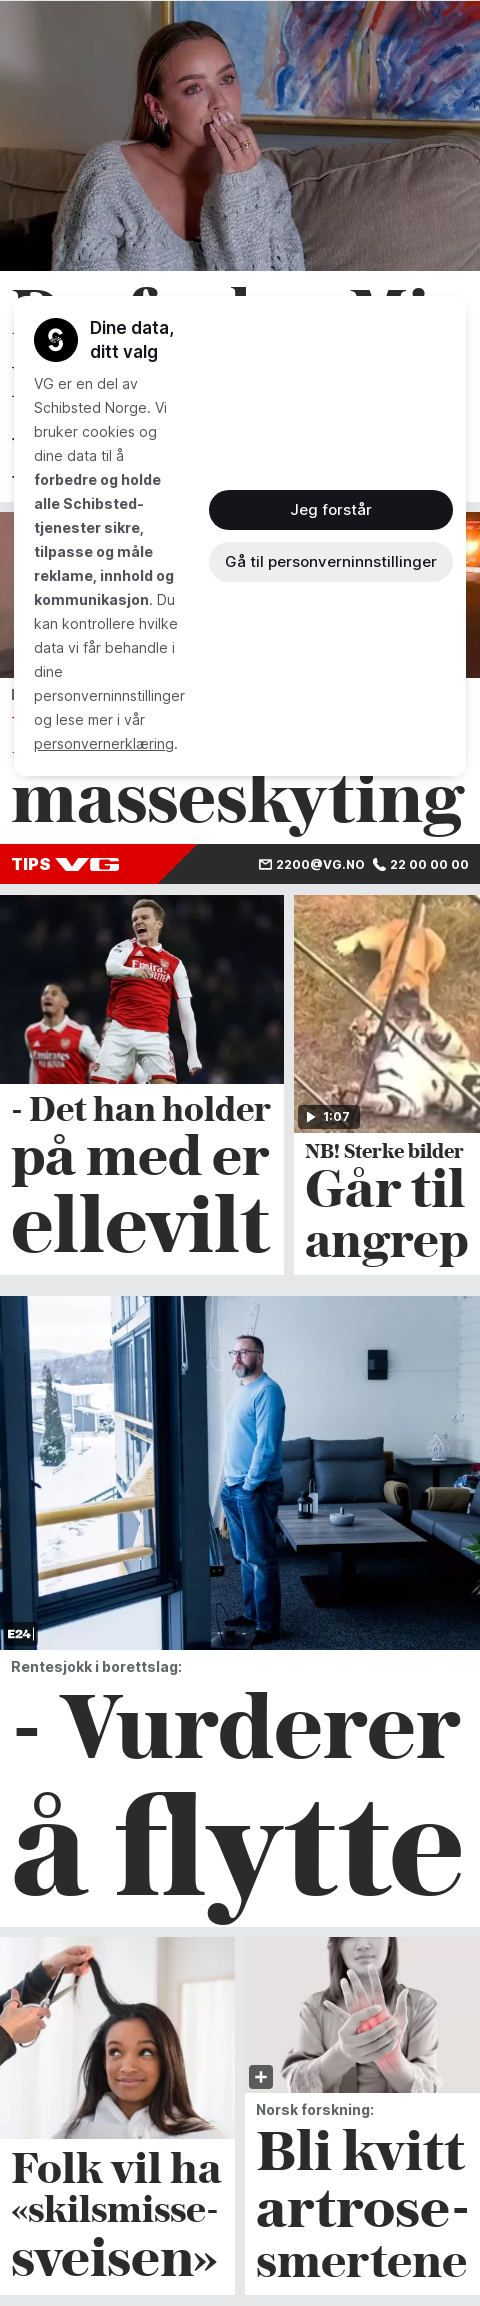 Dine data,
ditt valg
VG er en del av
Schibsted Norge. Vi
bruker cookies og
dine data til å
forbedre og holde
alle Schibsted-
tjenester sikre,
tilpasse og måle
reklame, innhold og
kommunikasjon. Du
kan kontrollere hvilke
data vi får behandle i
dine
personverninnstillinger
og lese mer i vår
personvernerklæring.
Jeg forstår
Gå til personverninnstillinger
masseskyting
TIPS VG
2200@VG.NO 22 00 00 00
- Det han holder
på med er
ellevilt
1:07
NB! Sterke bilder
Går til
angrep
E24
Rentesjokk i borettslag:
- Vurderer
å flytte
Folk vil ha
«skilsmisse-
sveisen»
Norsk forskning:
Bli kvitt
artrose-
smertene